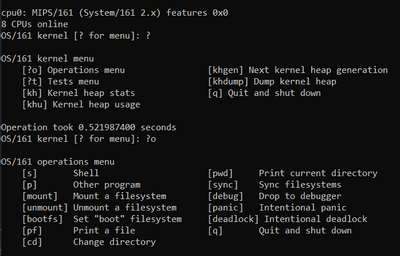 cpu0: MIPS/161 (System/161 2.x) features 0x0
8 CPUs online
OS/161 kernel [? for menu]: ?
OS/161 kernel menu
[?o] Operations menu [khgen] Next kernel heap generation
[?t] Tests menu [khdump] Dump kernel heap
[kh] Kernel heap stats [q] Quit and shut down
[khu] Kernel heap usage
Operation took 0.521987400 seconds
OS/161 kernel [? for menu]: ?o
OS/161 operations menu
[s] Shell [pwd] Print current directory
[p] Other program [sync] Sync filesystems
[mount] Mount a filesystem [debug] Drop to debugger
[unmount] Unmount a filesystem [panic] Intentional panic
[bootfs] Set "boot" filesystem [deadlock] Intentional deadlock
[pf] Print a file [q] Quit and shut down
[cd] Change directory